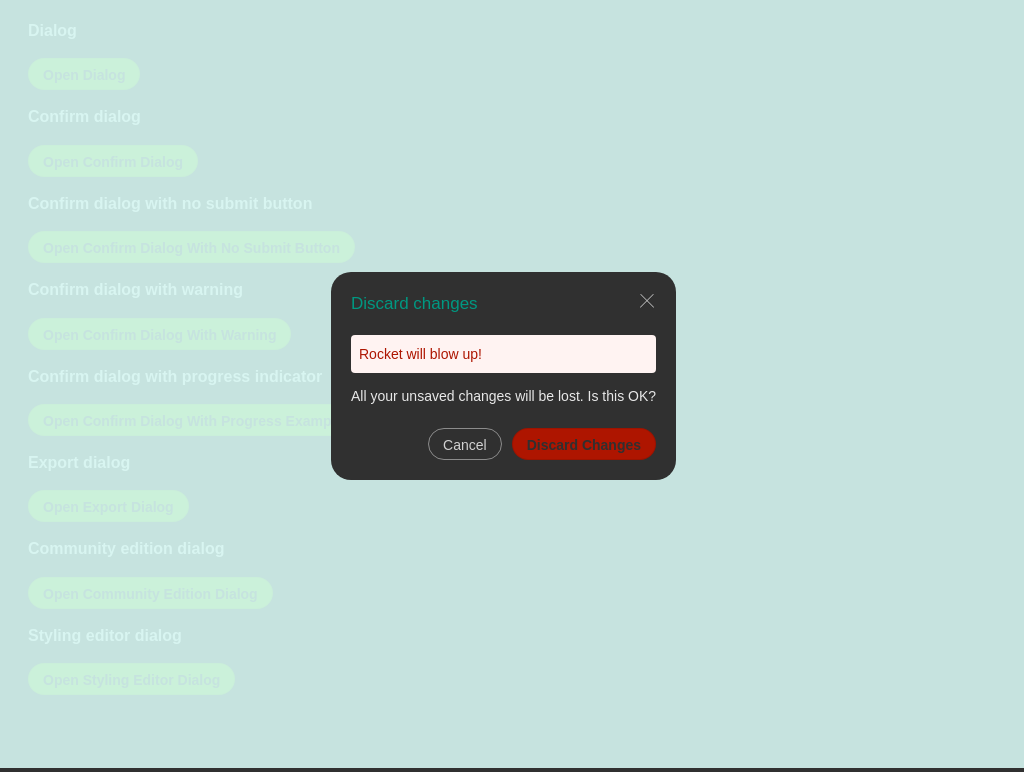 Dialog
Open Dialog
Confirm dialog
Open Confirm Dialog
Confirm dialog with no submit button
Open Confirm Dialog With No Submit Button
Confirm dialog with warning
Open Confirm Dialog With Warning
Confirm dialog with progress indicator
Open Confirm Dialog With Progress
Export dialog
Open Export Dialog
Community edition dialog
Open Community Edition Dialog
Styling editor dialog
Open Styling Editor Dialog
Discard changes
Rocket will blow up!
All your unsaved changes will be lost. Is this OK?
Cancel
Discard Changes